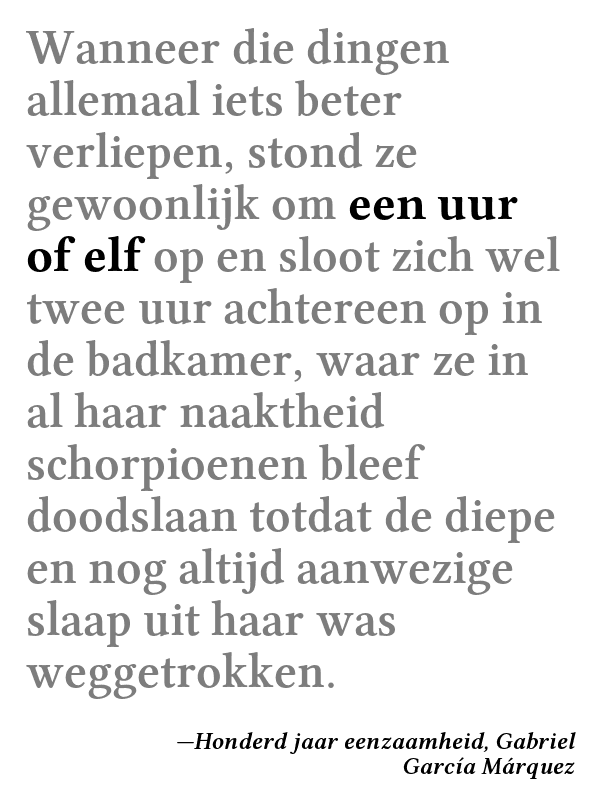 Wanneer die dingen
allemaal iets beter
verliepen, stond ze
gewoonlijk om een uur
of elf op en sloot zich wel
twee uur achtereen op in
de badkamer, waar ze in
al haar naaktheid
schorpioenen bleef
doodslaan totdat de diepe
en nog altijd aanwezige
slaap uit haar was
weggetrokken.
—Honderd jaar eenzaamheid, Gabriel
García Márquez